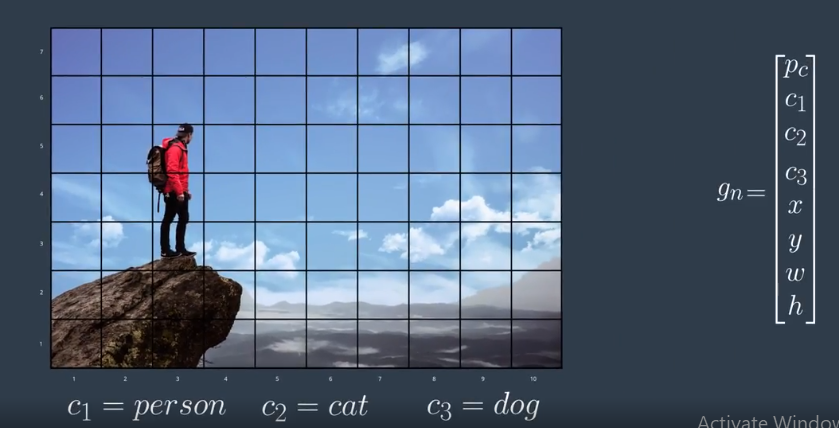 7
6
5
4
3
2
1
1 2 3 4 5 6 7 8 9 10
c₁ = person c₂ = cat c₃ = dog
gₙ=
p_c
c₁
c₂
c₃
x
y
w
h
Activate Window